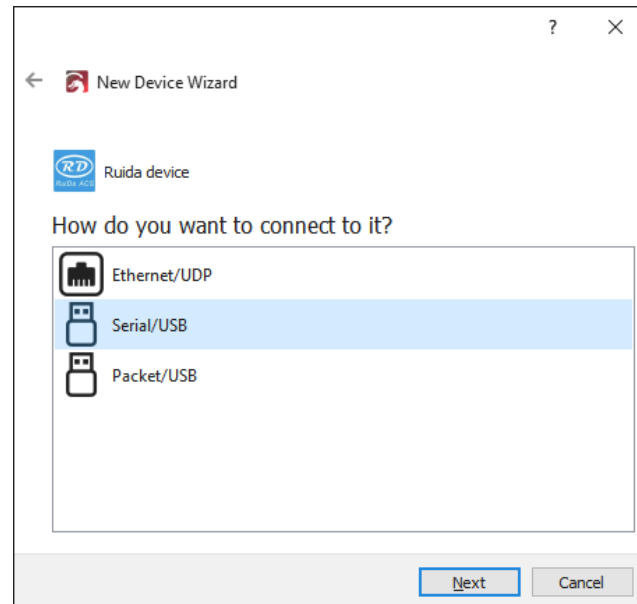 ?
New Device Wizard
RD
RuiDa ACS
Ruida device
How do you want to connect to it?
Ethernet/UDP
Serial/USB
Packet/USB
Next
Cancel